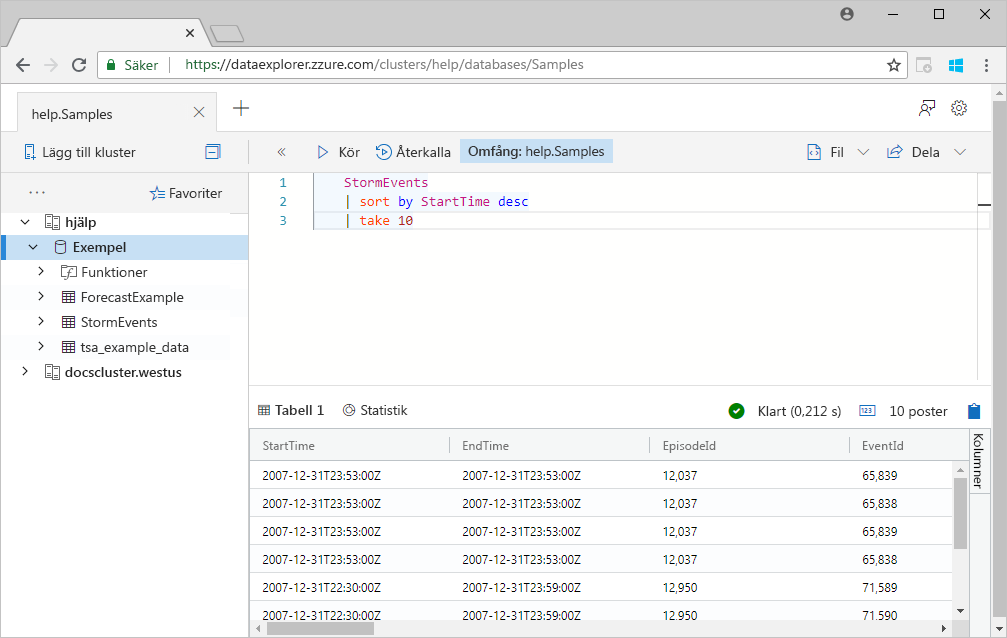 Säker
https://dataexplorer.zzure.com/clusters/help/databases/Samples
help.Samples
Lägg till kluster
Kör
Återkalla
Omfång: help.Samples
Fil
Dela
Favoriter
hjälp
Exempel
Funktioner
ForecastExample
StormEvents
tsa_example_data
docscluster.westus
1 StormEvents
2 | sort by StartTime desc
3 | take 10
Tabell 1
Statistik
Klart (0,212 s)
123
10 poster
StartTime EndTime EpisodeId EventId
2007-12-31T23:53:00Z 2007-12-31T23:53:00Z 12,037 65,839
2007-12-31T23:53:00Z 2007-12-31T23:53:00Z 12,037 65,838
2007-12-31T23:53:00Z 2007-12-31T23:53:00Z 12,037 65,839
2007-12-31T23:53:00Z 2007-12-31T23:53:00Z 12,037 65,838
2007-12-31T22:30:00Z 2007-12-31T23:59:00Z 12,950 71,589
2007-12-31T22:30:00Z 2007-12-31T23:59:00Z 12,950 71,590
Kolumner